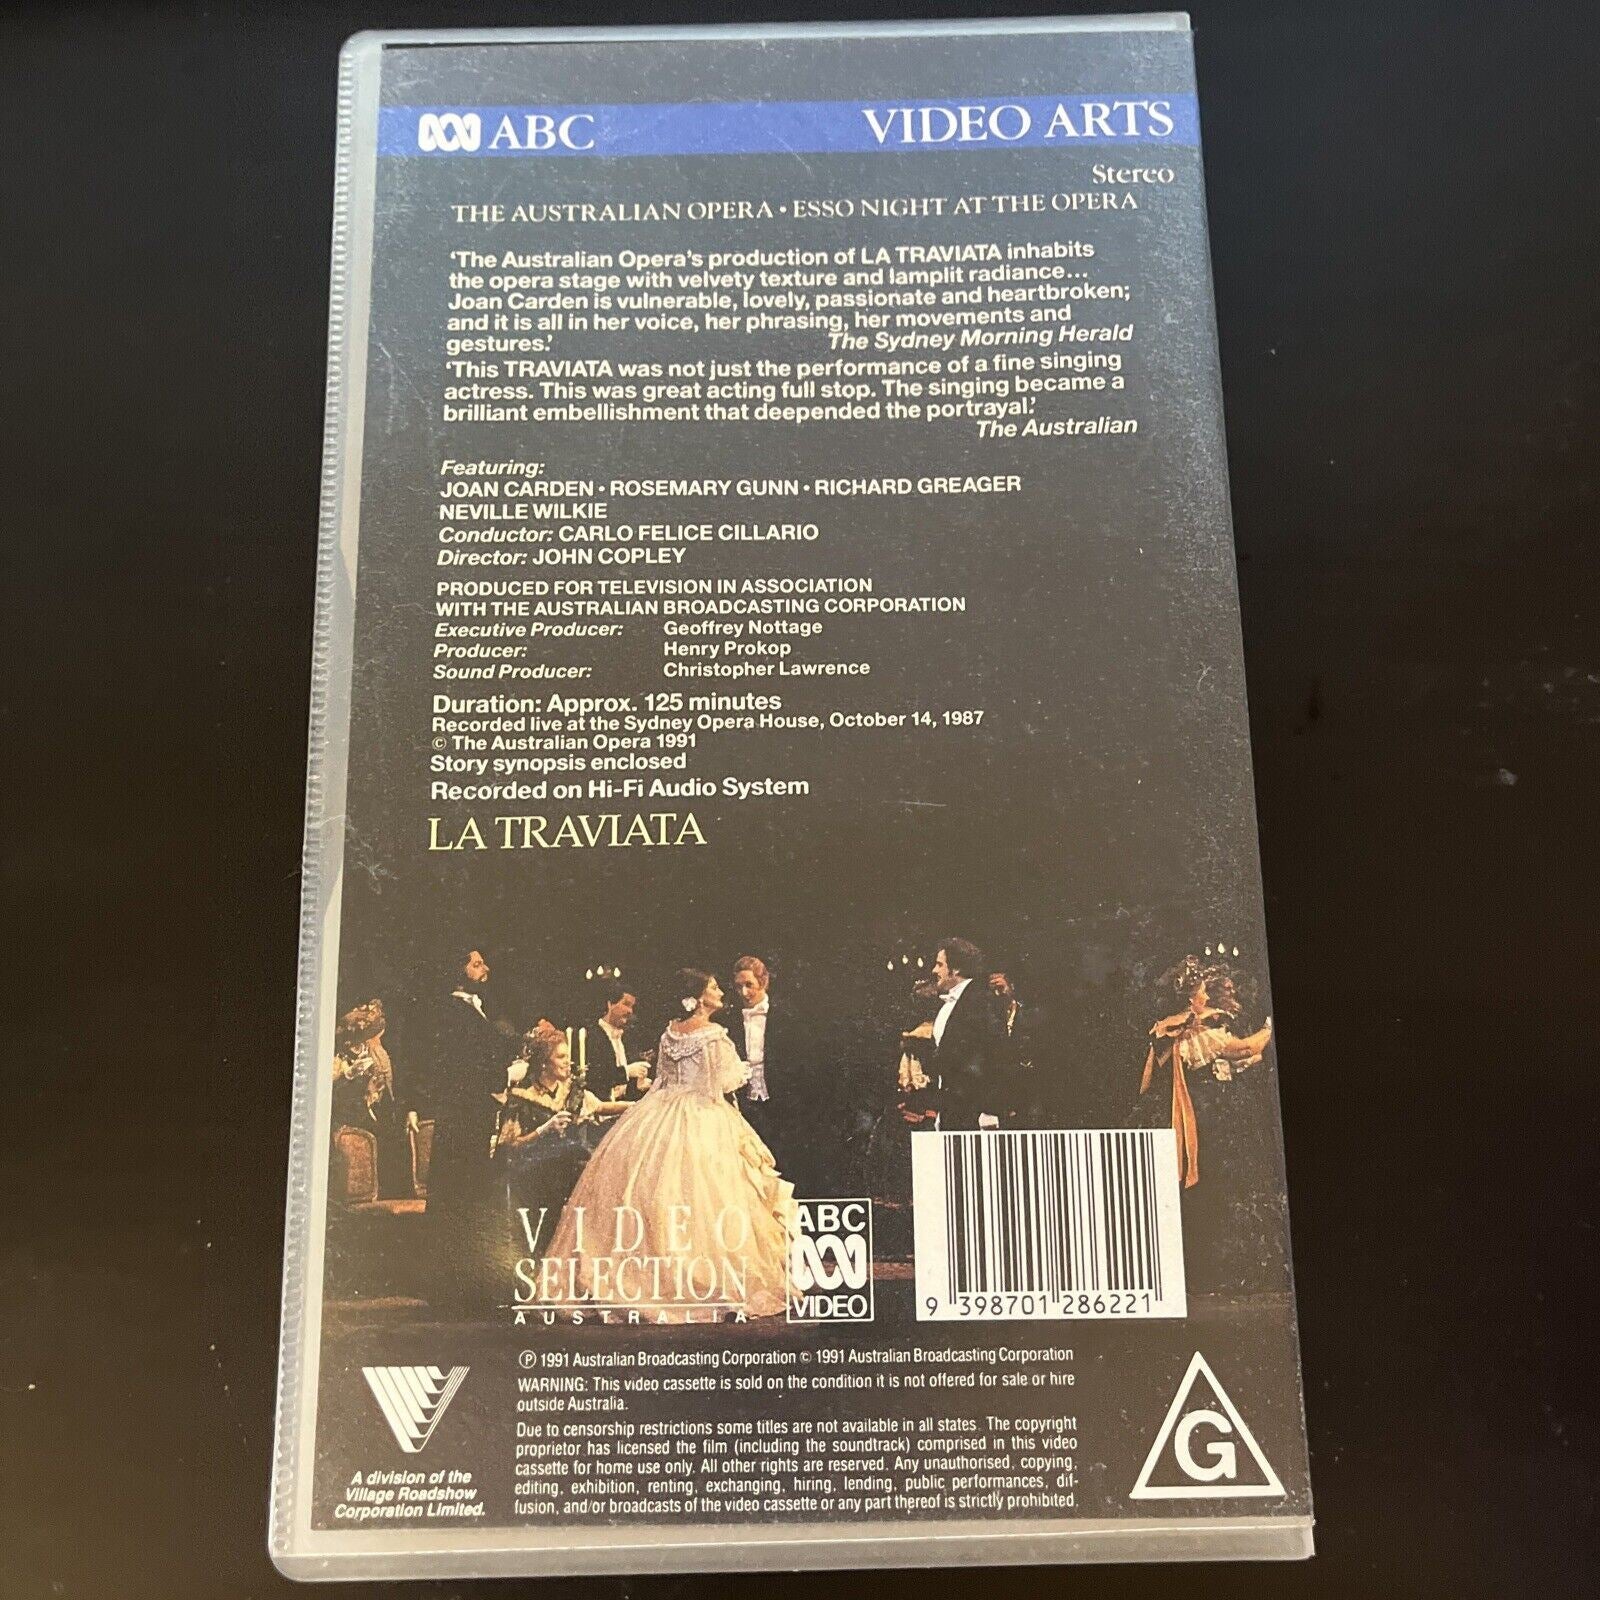 ABC VIDEO ARTS
Stereo
THE AUSTRALIAN OPERA • ESSO NIGHT AT THE OPERA
'The Australian Opera's production of LA TRAVIATA inhabits
the opera stage with velvety texture and lamplit radiance...
Joan Carden is vulnerable, lovely, passionate and heartbroken;
and it is all in her voice, her phrasing, her movements and
gestures.' The Sydney Morning Herald
'This TRAVIATA was not just the performance of a fine singing
actress. This was great acting full stop. The singing became a
brilliant embellishment that deepended the portrayal.'
The Australian
Featuring:
JOAN CARDEN • ROSEMARY GUNN • RICHARD GREAGER
NEVILLE WILKIE
Conductor: CARLO FELICE CILLARIO
Director: JOHN COPLEY
PRODUCED FOR TELEVISION IN ASSOCIATION
WITH THE AUSTRALIAN BROADCASTING CORPORATION
Executive Producer: Geoffrey Nottage
Producer: Henry Prokop
Sound Producer: Christopher Lawrence
Duration: Approx. 125 minutes
Recorded live at the Sydney Opera House, October 14, 1987
© The Australian Opera 1991
Story synopsis enclosed
Recorded on Hi-Fi Audio System
LA TRAVIATA
VIDEO
SELECTION
AUSTRALIA
ABC
VIDEO
9 398701 286221
℗ 1991 Australian Broadcasting Corporation © 1991 Australian Broadcasting Corporation
WARNING: This video cassette is sold on the condition it is not offered for sale or hire
outside Australia.
Due to censorship restrictions some titles are not available in all states. The copyright
proprietor has licensed the film (including the soundtrack) comprised in this video
cassette for home use only. All other rights are reserved. Any unauthorised, copying,
editing, exhibition, renting, exchanging, hiring, lending, public performances, dif-
fusion, and/or broadcasts of the video cassette or any part thereof is strictly prohibited.
A division of the
Village Roadshow
Corporation Limited.
G